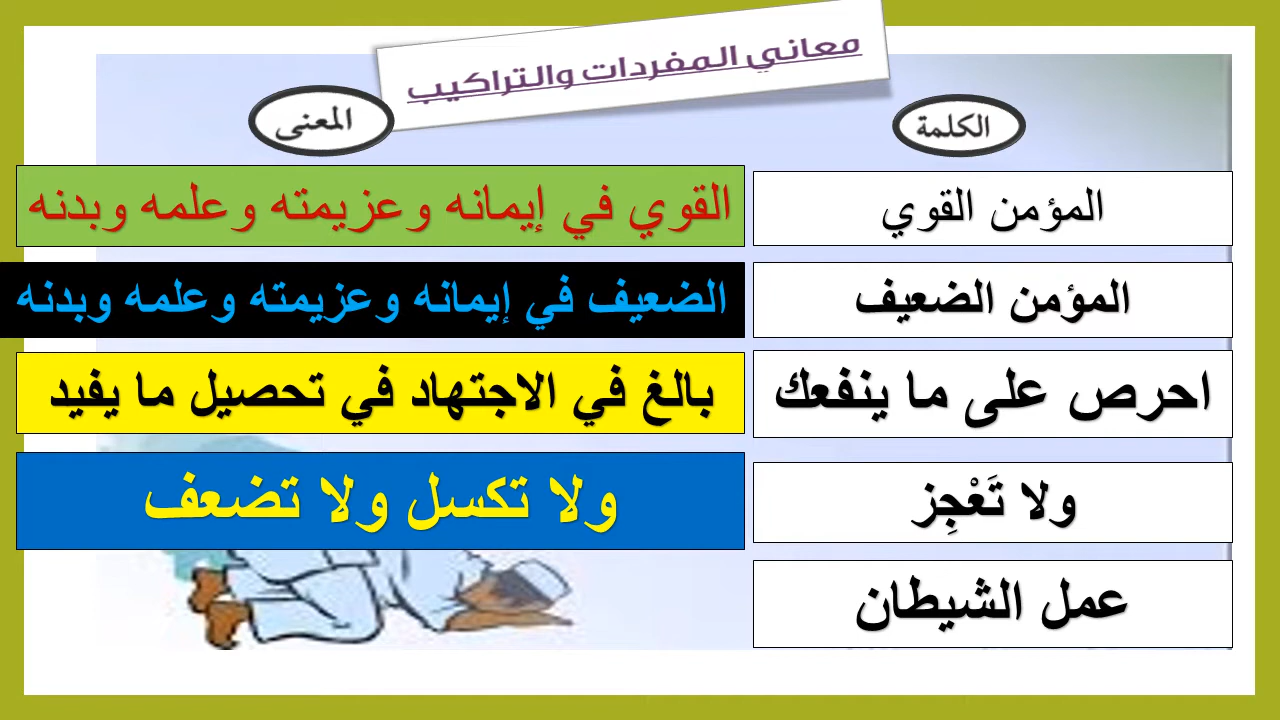 معاني المفردات والتراكيب
الكلمة
المعنى
المؤمن القوي
القوي في إيمانه وعزيمته وعلمه وبدنه
المؤمن الضعيف
الضعيف في إيمانه وعزيمته وعلمه وبدنه
احرص على ما ينفعك
بالغ في الاجتهاد في تحصيل ما يفيد
ولا تَعْجِز
ولا تكسل ولا تضعف
عمل الشيطان